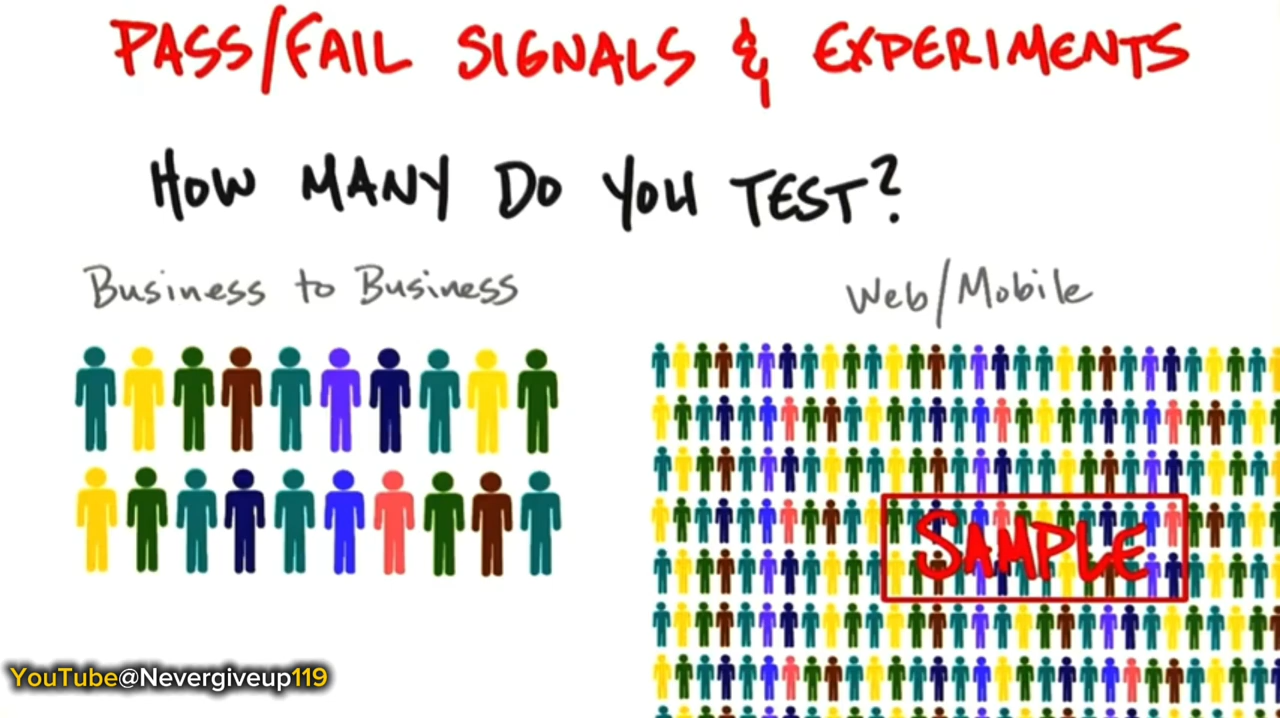 PASS/FAIL SIGNALS & EXPERIMENTS
HOW MANY DO YOU TEST?
Business to Business
Web/Mobile
SAMPLE
YouTube@Nevergiveup119